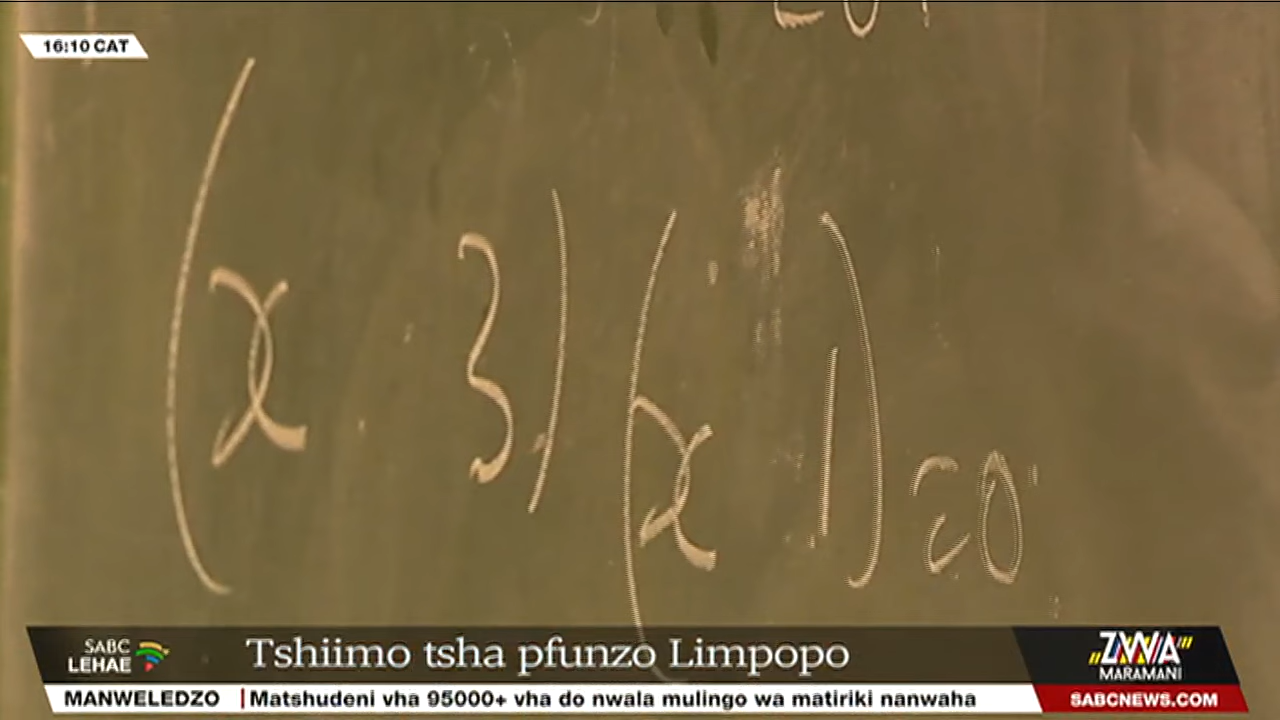 16:10 CAT
(x 3)(x 1)=0
SABC
LEHAE
Tshiimo tsha pfunzo Limpopo
"ZWA"
MARAMANI
MANWELEDZO
Matshudeni vha 95000+ vha do nwala mulingo wa matiriki nanwaha
SABCNEWS.COM